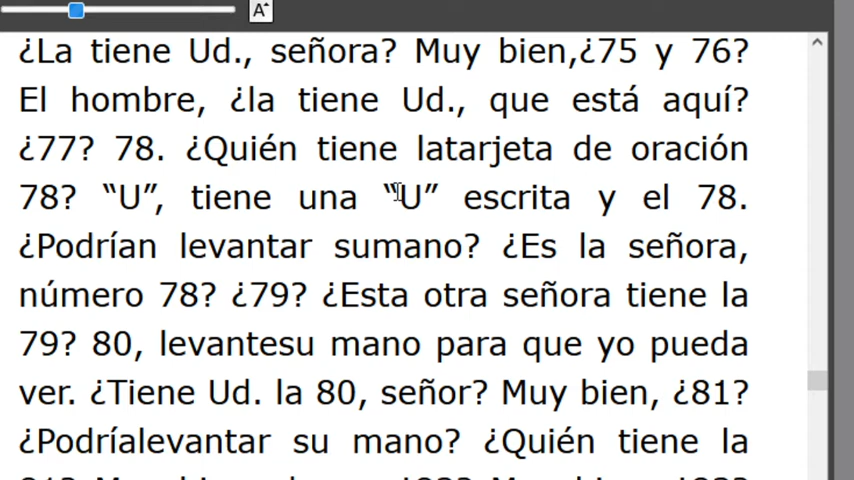 A
¿La tiene Ud., señora? Muy bien,¿75 y 76?
El hombre, ¿la tiene Ud., que está aquí?
¿77? 78. ¿Quién tiene latarjeta de oración
78? “U”, tiene una “U” escrita y el 78.
¿Podrían levantar sumano? ¿Es la señora,
número 78? ¿79? ¿Esta otra señora tiene la
79? 80, levantesu mano para que yo pueda
ver. ¿Tiene Ud. la 80, señor? Muy bien, ¿81?
¿Podríalevantar su mano? ¿Quién tiene la